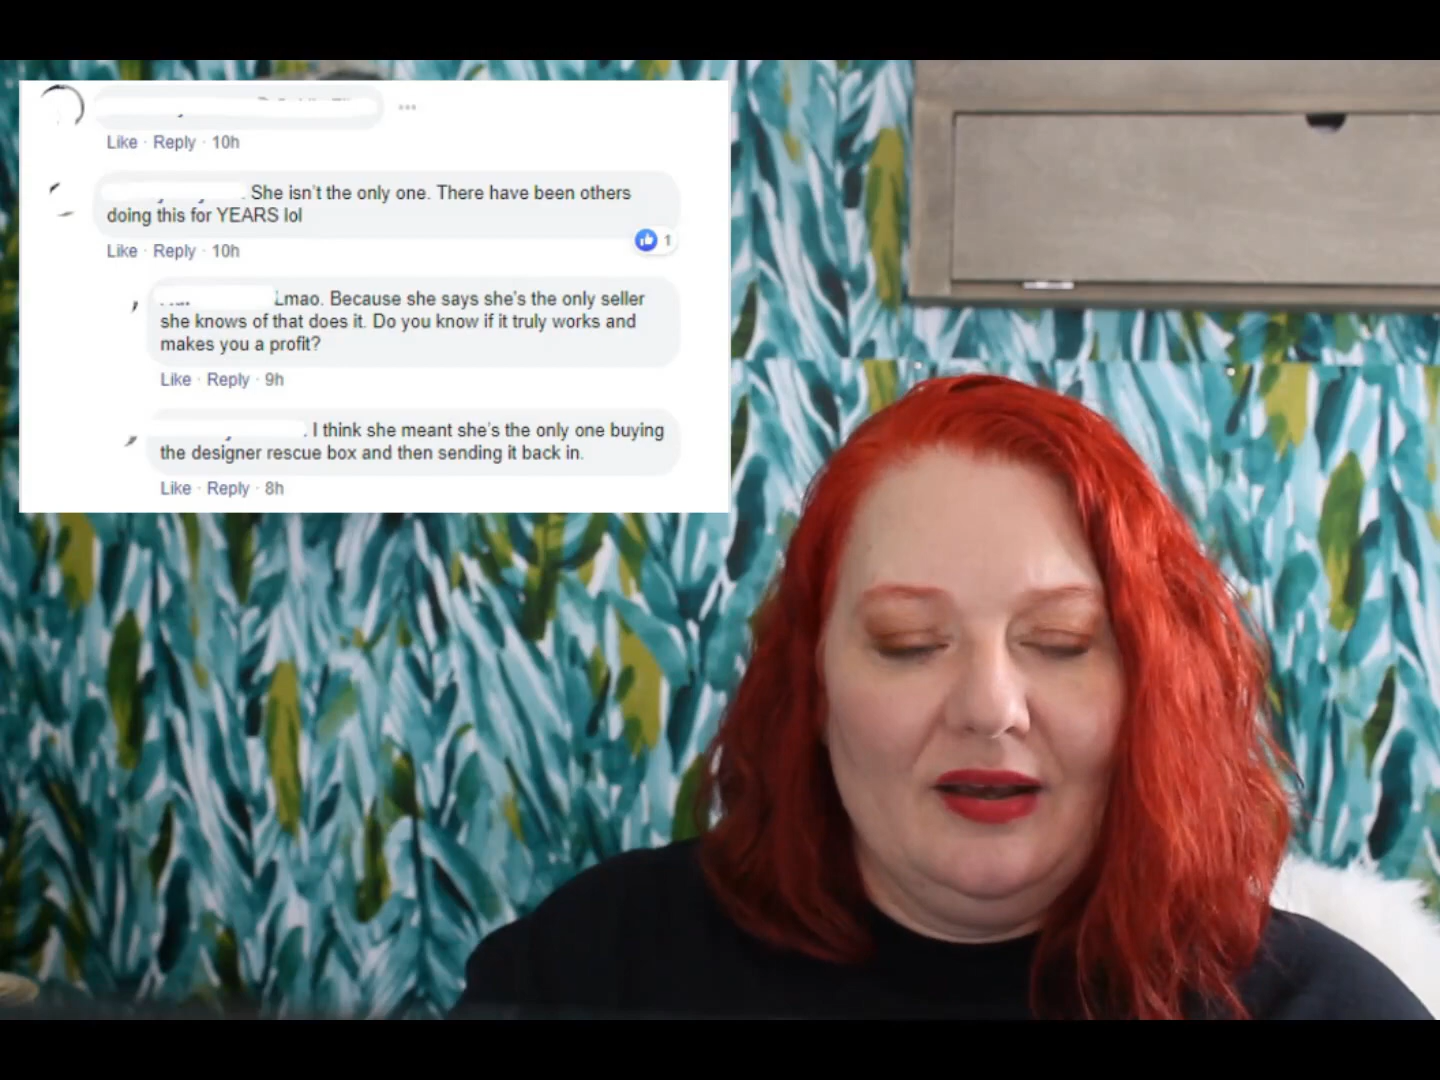 Like · Reply · 10h
She isn't the only one. There have been others
doing this for YEARS lol
1
Like · Reply · 10h
Lmao. Because she says she's the only seller
she knows of that does it. Do you know if it truly works and
makes you a profit?
Like · Reply · 9h
. I think she meant she's the only one buying
the designer rescue box and then sending it back in.
Like · Reply · 8h